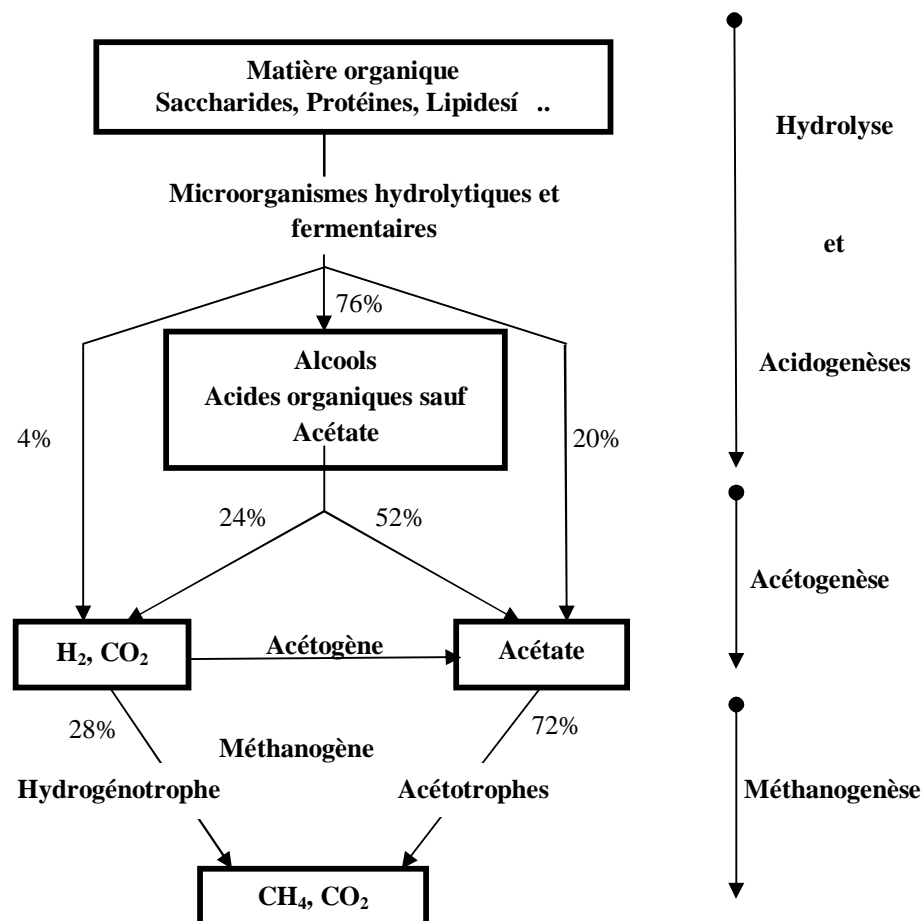 Matière organique
Saccharides, Protéines, Lipidesí ..
Hydrolyse
Microorganismes hydrolytiques et
fermentaires
et
76%
Alcools
Acides organiques sauf
Acétate
Acidogenèses
4%
20%
24%
52%
Acétogenèse
H₂, CO₂
Acétogène
Acétate
28%
72%
Méthanogène
Hydrogénotrophe
Acétotrophes
Méthanogenèse
CH₄, CO₂